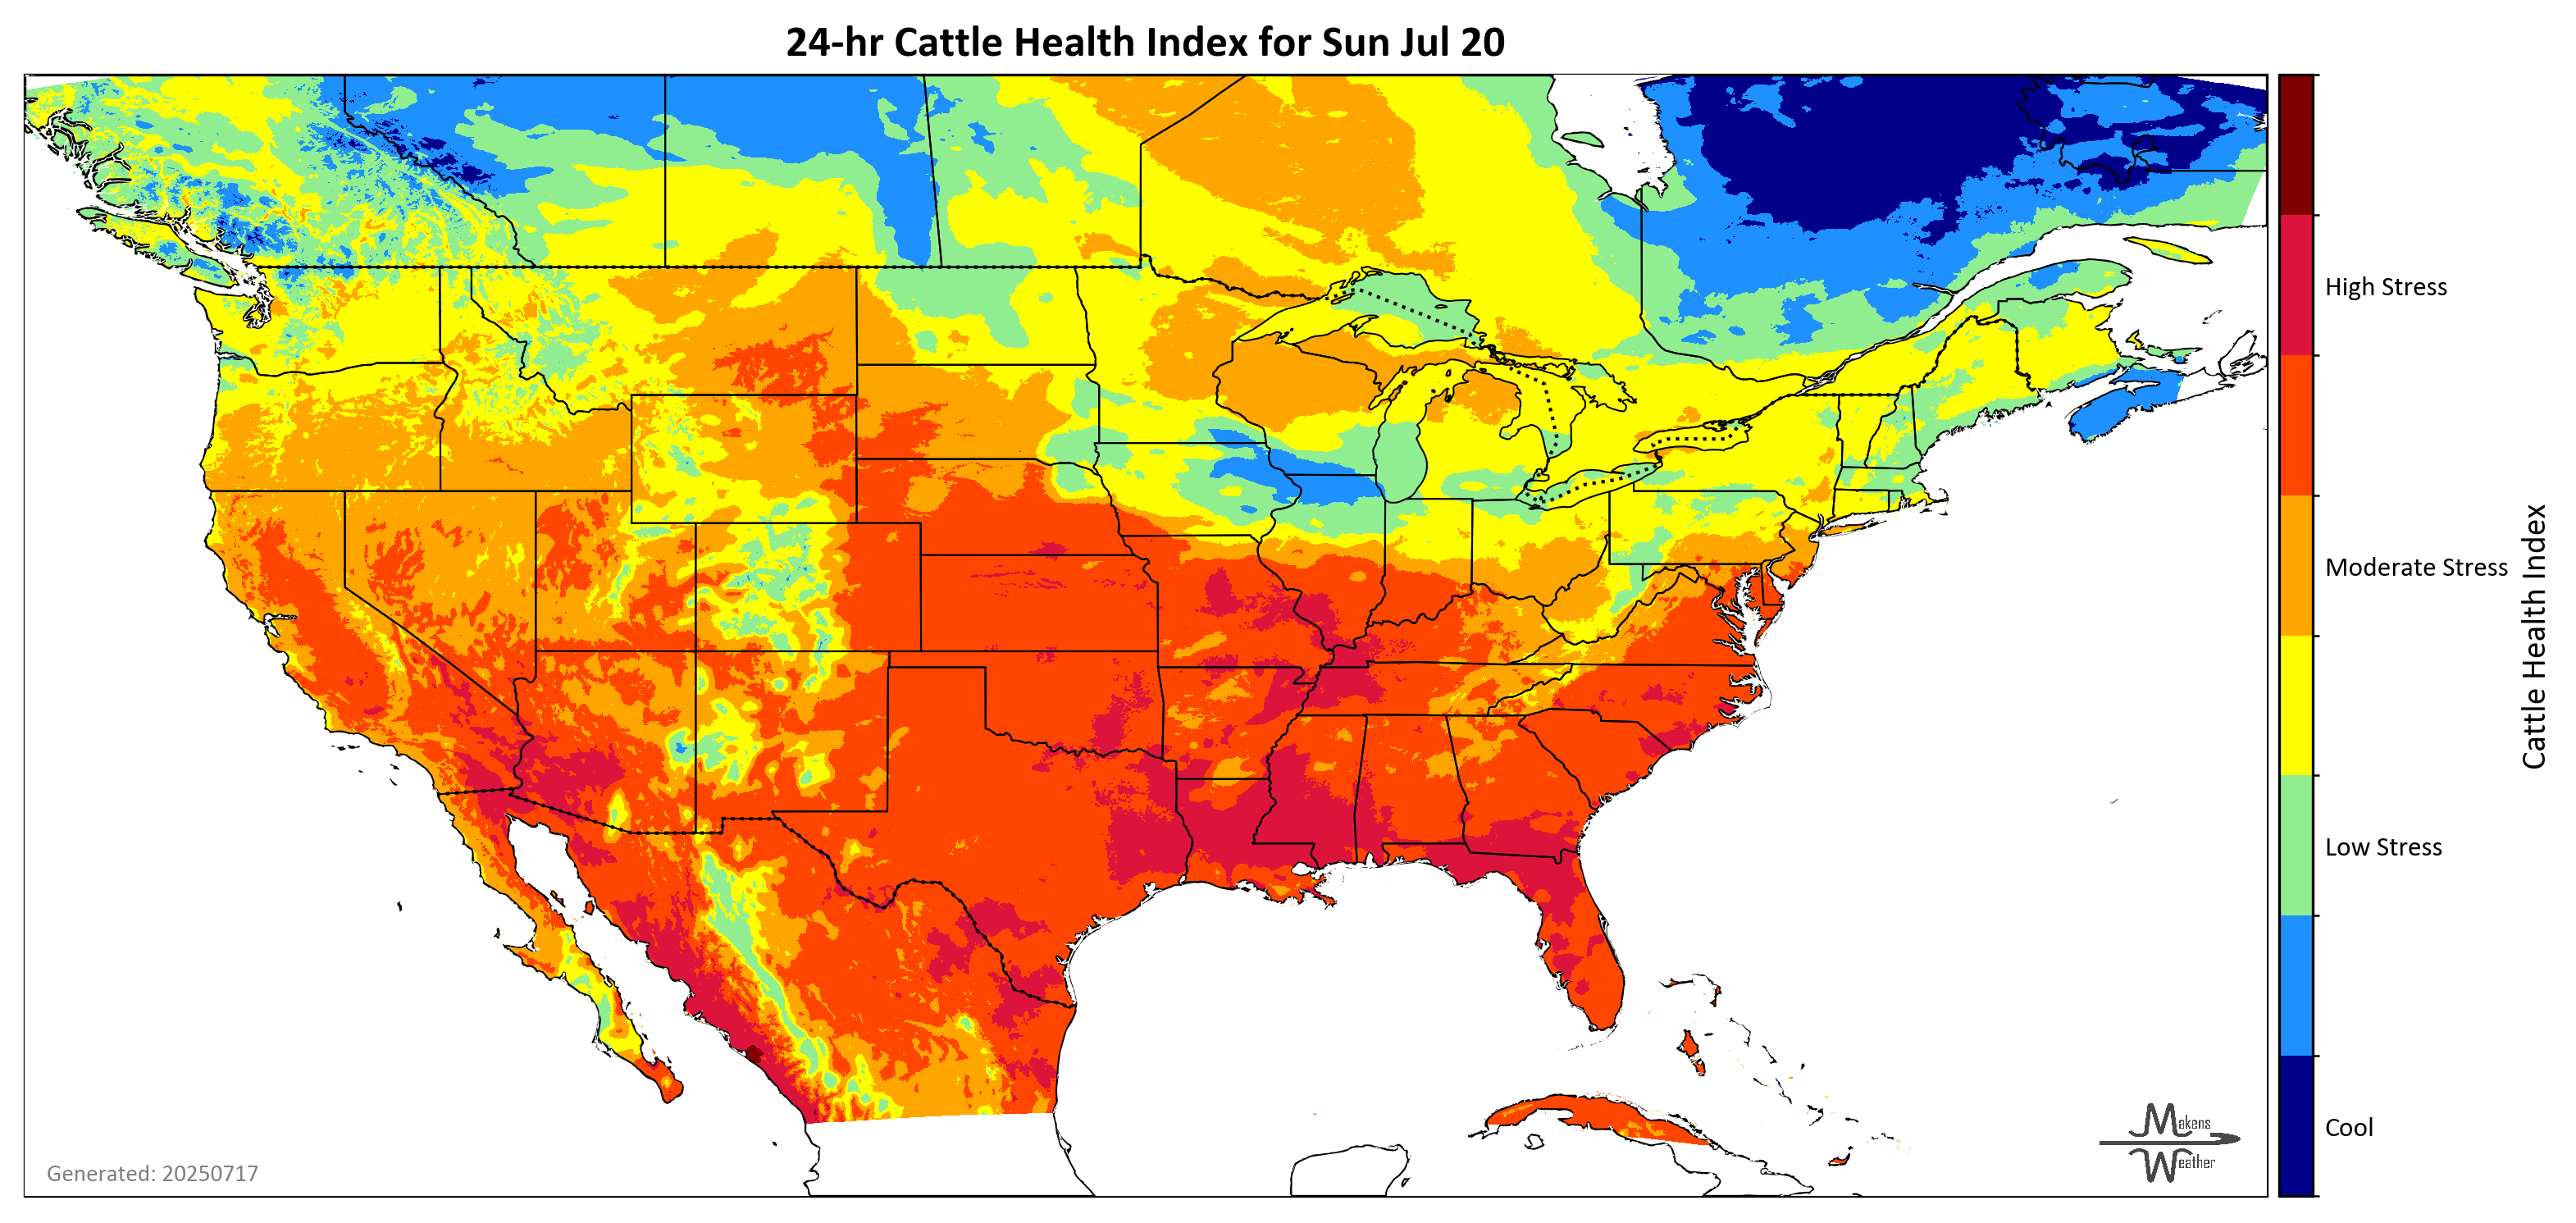 24-hr Cattle Health Index for Sun Jul 20
High Stress
Moderate Stress
Low Stress
Cool
Cattle Health Index
Generated: 20250717
Makens
Weather